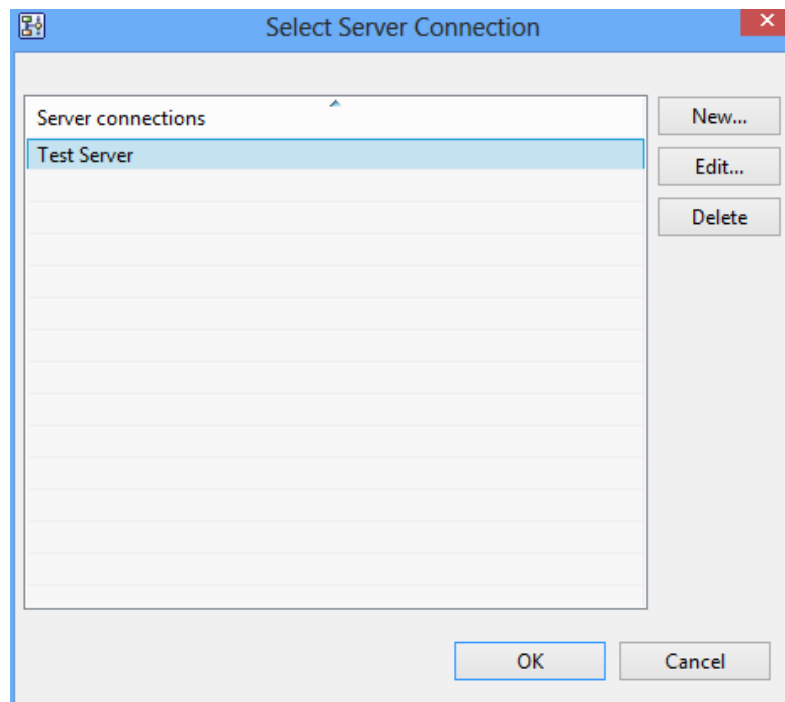 Select Server Connection
Server connections
New...
Test Server
Edit...
Delete
OK
Cancel